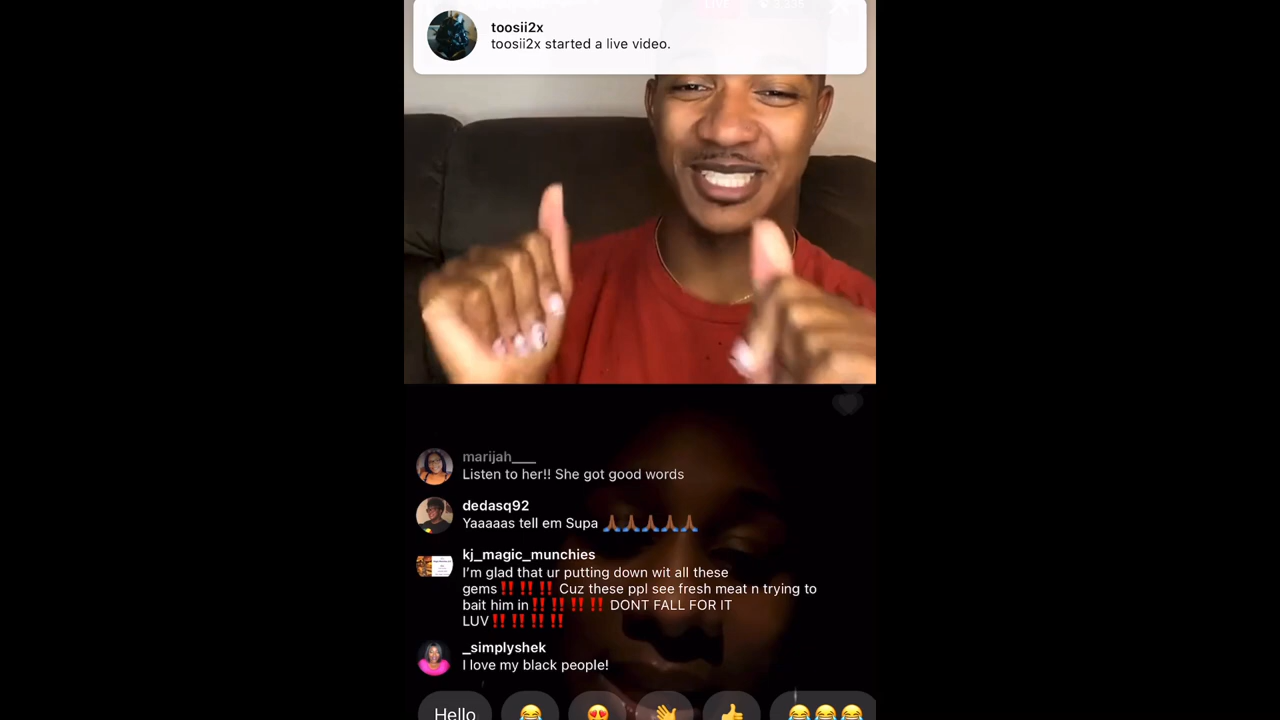 toosii2x
toosii2x started a live video.
marijah___
Listen to her!! She got good words
dedasq92
Yaaaaas tell em Supa 🙏🏾🙏🏾🙏🏾🙏🏾🙏🏾
kj_magic_munchies
I'm glad that ur putting down wit all these
gems‼️‼️‼️ Cuz these ppl see fresh meat n trying to
bait him in‼️‼️‼️‼️ DONT FALL FOR IT
LUV‼️‼️‼️‼️
_simplyshek
I love my black people!
Hello 😂 😍 👋 👍 😂😂😂